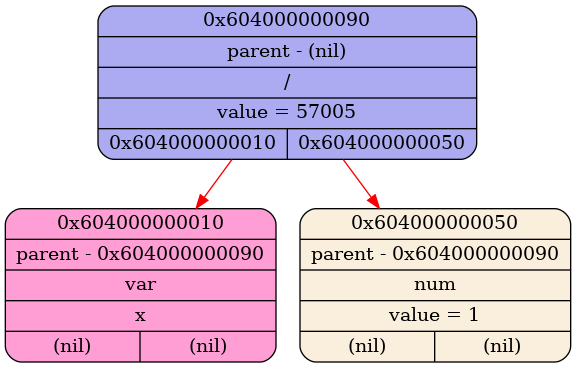 0x604000000090
parent - (nil)
/
value = 57005
0x604000000010 0x604000000050
0x604000000010
parent - 0x604000000090
var
x
(nil) (nil)
0x604000000050
parent - 0x604000000090
num
value = 1
(nil) (nil)